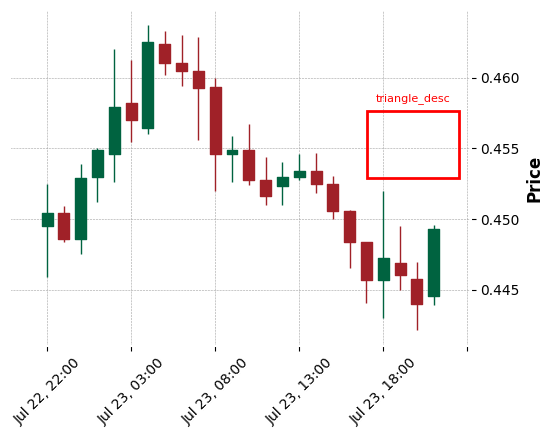 triangle_desc
0.460
0.455
0.450
0.445
Price
Jul 22, 22:00
Jul 23, 03:00
Jul 23, 08:00
Jul 23, 13:00
Jul 23, 18:00